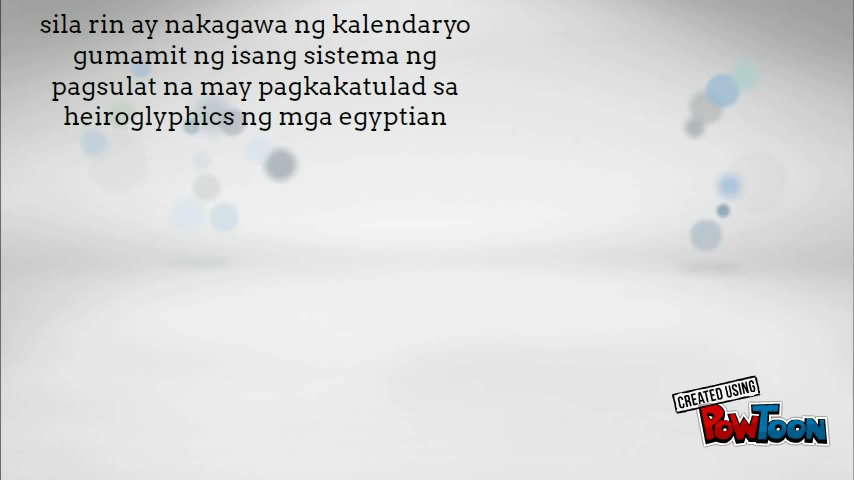 sila rin ay nakagawa ng kalendaryo
gumamit ng isang sistema ng
pagsulat na may pagkakatulad sa
heiroglyphics ng mga egyptian
CREATED USING
POWTOON